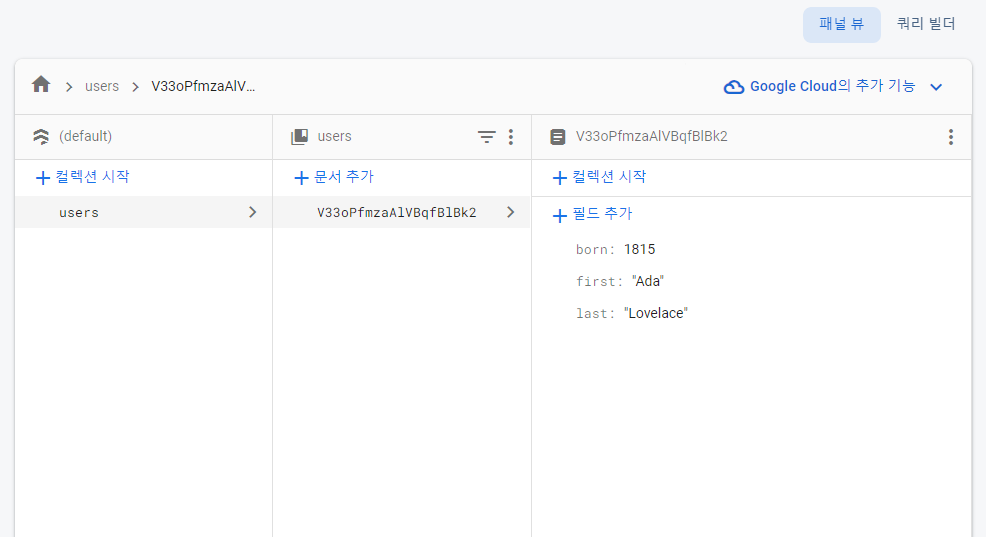 패널 뷰 쿼리 빌더
users V33oPfmzaAlV… Google Cloud의 추가 기능
(default) users V33oPfmzaAlVBqfBlBk2
컬렉션 시작 문서 추가 컬렉션 시작
users V33oPfmzaAlVBqfBlBk2 필드 추가
born: 1815
first: "Ada"
last: "Lovelace"